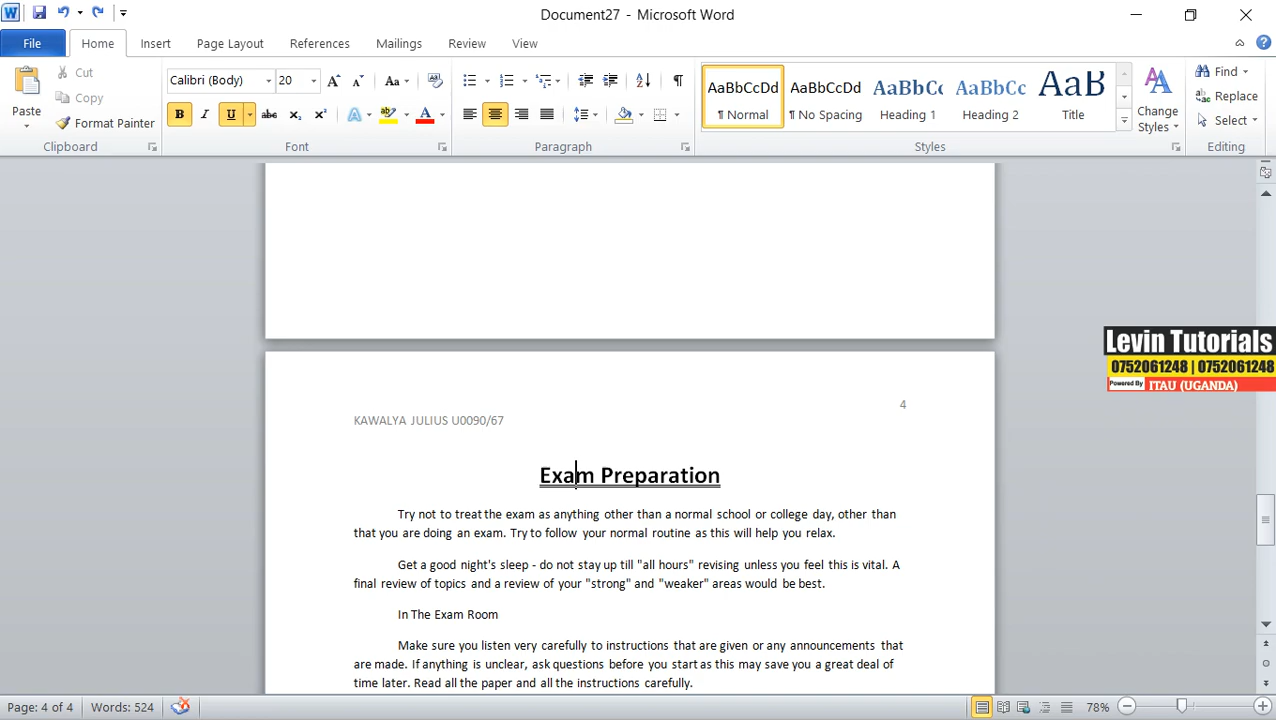 Document27 - Microsoft Word
File
Home
Insert
Page Layout
References
Mailings
Review
View
Paste
Cut
Copy
Format Painter
Clipboard
Calibri (Body)
20
Aa
B I U abc x₂ x²
A
ab
A
Font
Paragraph
AaBbCcDd
¶ Normal
AaBbCcDd
¶ No Spacing
AaBbCc
Heading 1
AaBbCc
Heading 2
AaB
Title
Change
Styles
Styles
Find
Replace
Select
Editing
Levin Tutorials
0752061248 | 0752061248
Powered By ITAU (UGANDA)
4
KAWALYA JULIUS U0090/67
Exam Preparation
Try not to treat the exam as anything other than a normal school or college day, other than
that you are doing an exam. Try to follow your normal routine as this will help you relax.
Get a good night's sleep - do not stay up till "all hours" revising unless you feel this is vital. A
final review of topics and a review of your "strong" and "weaker" areas would be best.
In The Exam Room
Make sure you listen very carefully to instructions that are given or any announcements that
are made. If anything is unclear, ask questions before you start as this may save you a great deal of
time later. Read all the paper and all the instructions carefully.
Page: 4 of 4
Words: 524
78%